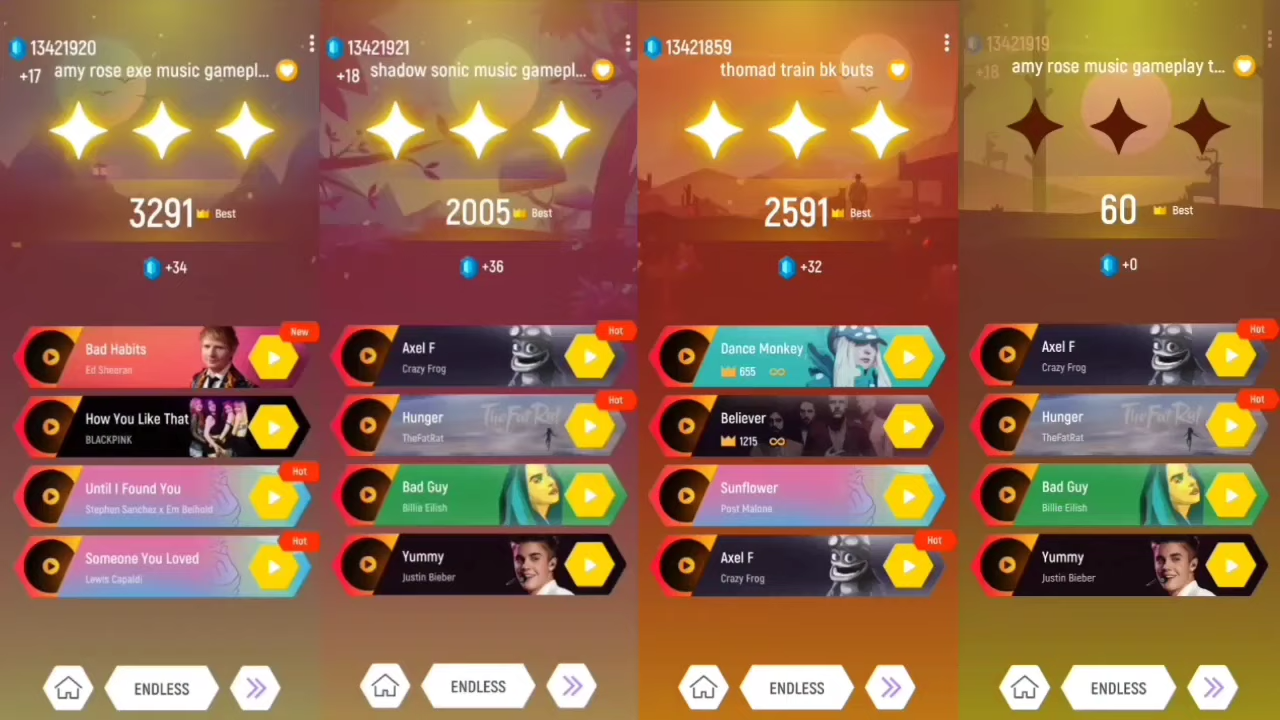 13421920
+17 amy rose exe music gamepl...
3291 Best
+34
New
Bad Habits
Ed Sheeran
How You Like That
BLACKPINK
Hot
Until I Found You
Stephen Sanchez x Em Beihold
Hot
Someone You Loved
Lewis Capaldi
ENDLESS
13421921
+18 shadow sonic music gamepl...
2005 Best
+36
Hot
Axel F
Crazy Frog
Hot
Hunger
TheFatRat
TheFatRat
Bad Guy
Billie Eilish
Yummy
Justin Bieber
ENDLESS
13421859
thomad train bk buts
2591 Best
+32
Dance Monkey
655
Believer
1215
Sunflower
Post Malone
Hot
Axel F
Crazy Frog
ENDLESS
13421919
+18 amy rose music gameplay t...
60 Best
+0
Hot
Axel F
Crazy Frog
Hot
Hunger
TheFatRat
TheFatRat
Bad Guy
Billie Eilish
Yummy
Justin Bieber
ENDLESS